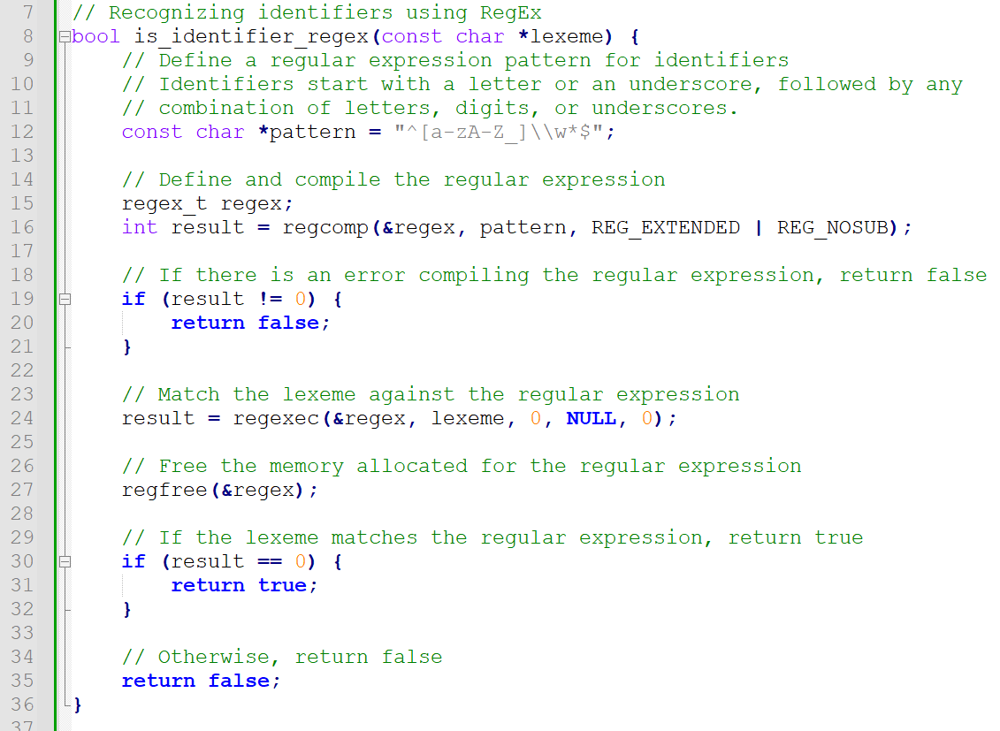 7 // Recognizing identifiers using RegEx
8 bool is_identifier_regex(const char *lexeme) {
9     // Define a regular expression pattern for identifiers
10     // Identifiers start with a letter or an underscore, followed by any
11     // combination of letters, digits, or underscores.
12     const char *pattern = "^[a-zA-Z_]\\w*$";
13
14     // Define and compile the regular expression
15     regex_t regex;
16     int result = regcomp(&regex, pattern, REG_EXTENDED | REG_NOSUB);
17
18     // If there is an error compiling the regular expression, return false
19     if (result != 0) {
20         return false;
21     }
22
23     // Match the lexeme against the regular expression
24     result = regexec(&regex, lexeme, 0, NULL, 0);
25
26     // Free the memory allocated for the regular expression
27     regfree(&regex);
28
29     // If the lexeme matches the regular expression, return true
30     if (result == 0) {
31         return true;
32     }
33
34     // Otherwise, return false
35     return false;
36 }
37